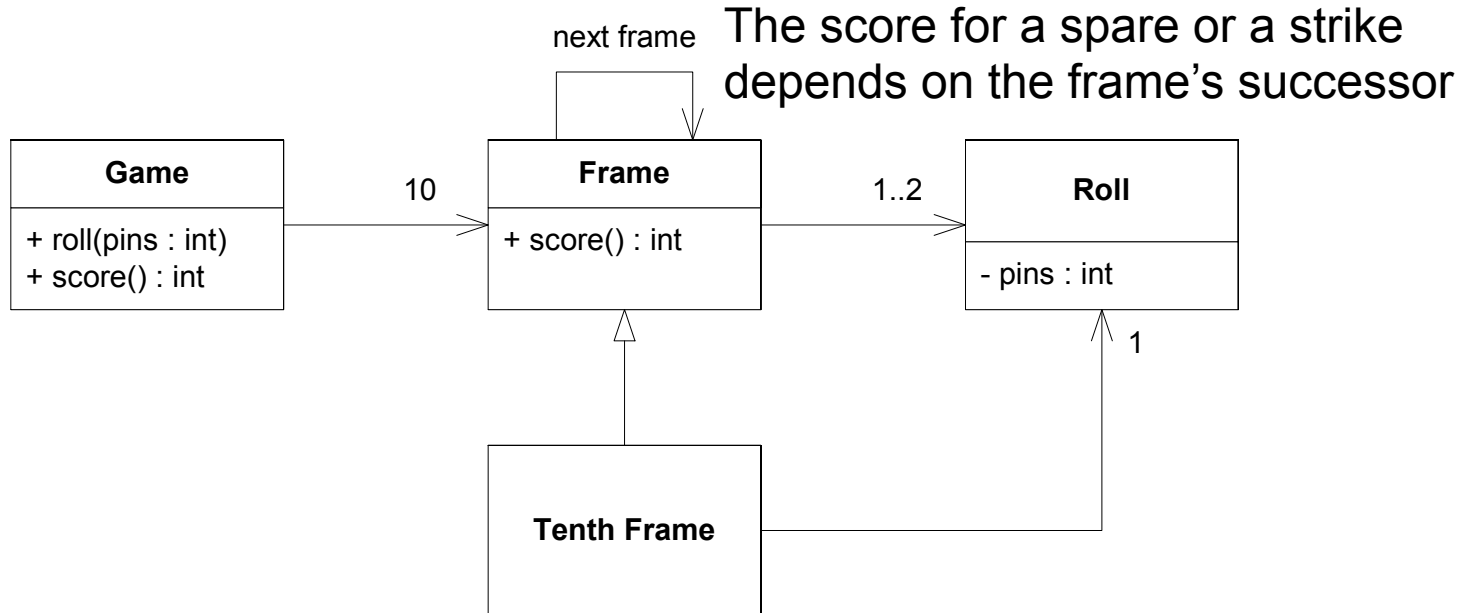 The score for a spare or a strike
depends on the frame’s successor
next frame
Game
+ roll(pins : int)
+ score() : int
10
Frame
+ score() : int
1..2
Roll
- pins : int
1
Tenth Frame